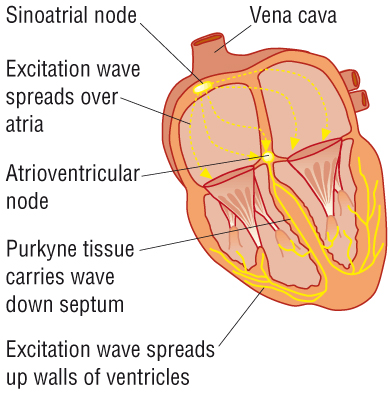 Sinoatrial node
Vena cava
Excitation wave
spreads over
atria
Atrioventricular
node
Purkyne tissue
carries wave
down septum
Excitation wave spreads
up walls of ventricles